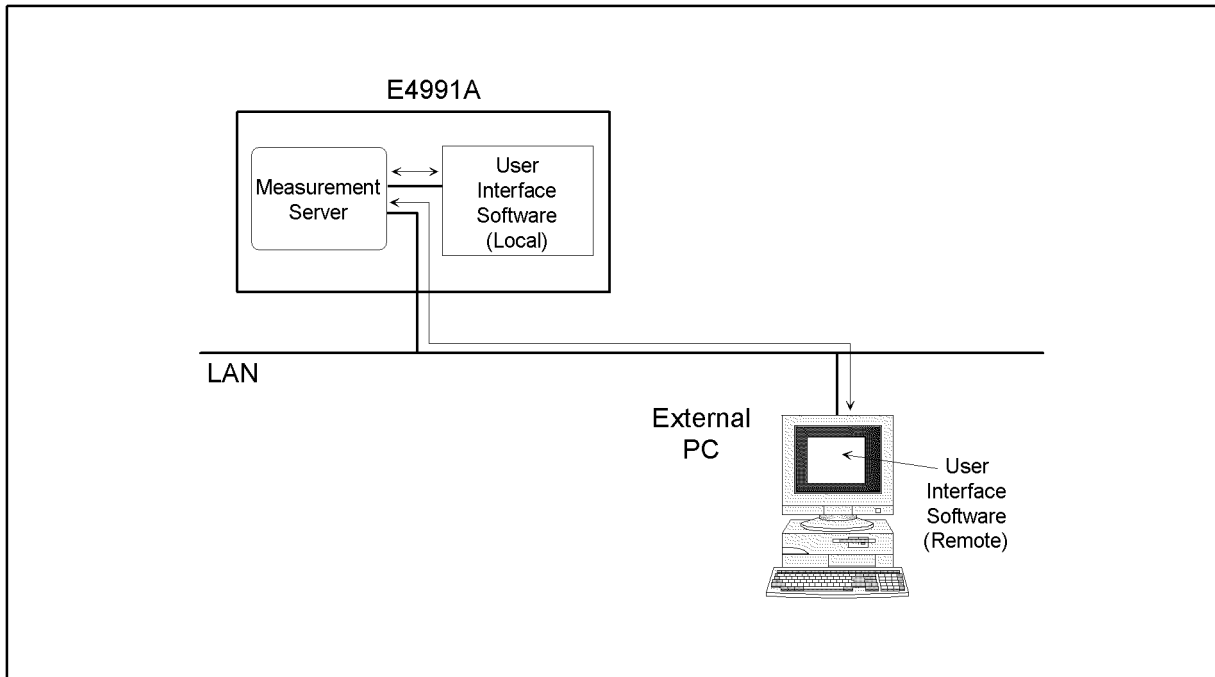 E4991A
Measurement
Server
User
Interface
Software
(Local)
LAN
External
PC
User
Interface
Software
(Remote)